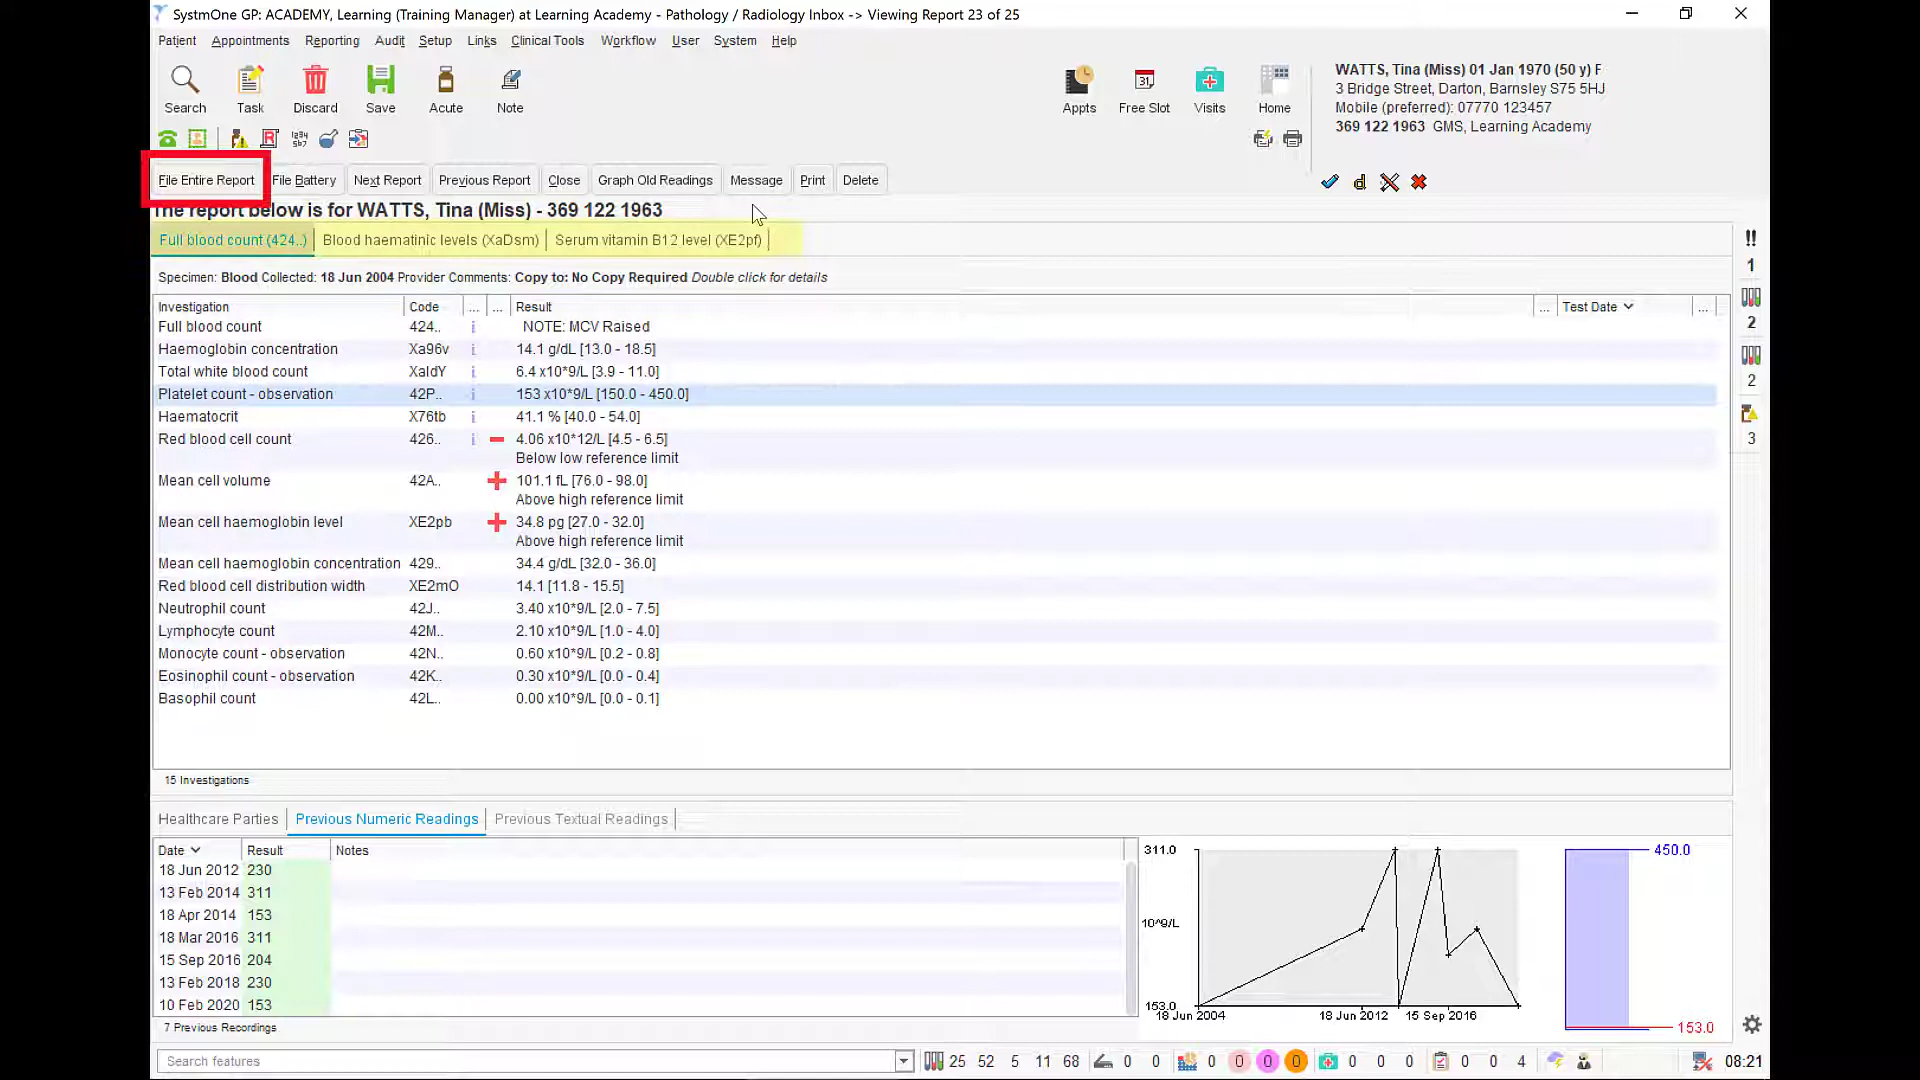 SystmOne GP: ACADEMY, Learning (Training Manager) at Learning Academy - Pathology / Radiology Inbox -> Viewing Report 23 of 25
Patient Appointments Reporting Audit Setup Links Clinical Tools Workflow User System Help
Search Task Discard Save Acute Note
Appts Free Slot Visits Home
WATTS, Tina (Miss) 01 Jan 1970 (50 y) F
3 Bridge Street, Darton, Barnsley S75 5HJ
Mobile (preferred): 07770 123457
369 122 1963 GMS, Learning Academy
File Entire Report File Battery Next Report Previous Report Close Graph Old Readings Message Print Delete
The report below is for WATTS, Tina (Miss) - 369 122 1963
Full blood count (424..) Blood haematinic levels (XaDsm) Serum vitamin B12 level (XE2pf)
Specimen: Blood Collected: 18 Jun 2004 Provider Comments: Copy to: No Copy Required Double click for details
Investigation Code ... ... Result ... Test Date ...
Full blood count 424.. i NOTE: MCV Raised
Haemoglobin concentration Xa96v i 14.1 g/dL [13.0 - 18.5]
Total white blood count XaIdY i 6.4 x10*9/L [3.9 - 11.0]
Platelet count - observation 42P.. i 153 x10*9/L [150.0 - 450.0]
Haematocrit X76tb i 41.1 % [40.0 - 54.0]
Red blood cell count 426.. i 4.06 x10*12/L [4.5 - 6.5]
Below low reference limit
Mean cell volume 42A.. 101.1 fL [76.0 - 98.0]
Above high reference limit
Mean cell haemoglobin level XE2pb 34.8 pg [27.0 - 32.0]
Above high reference limit
Mean cell haemoglobin concentration 429.. 34.4 g/dL [32.0 - 36.0]
Red blood cell distribution width XE2mO 14.1 [11.8 - 15.5]
Neutrophil count 42J.. 3.40 x10*9/L [2.0 - 7.5]
Lymphocyte count 42M.. 2.10 x10*9/L [1.0 - 4.0]
Monocyte count - observation 42N.. 0.60 x10*9/L [0.2 - 0.8]
Eosinophil count - observation 42K.. 0.30 x10*9/L [0.0 - 0.4]
Basophil count 42L.. 0.00 x10*9/L [0.0 - 0.1]
15 Investigations
!!
1
2
2
3
Healthcare Parties Previous Numeric Readings Previous Textual Readings
Date Result Notes
18 Jun 2012 230
13 Feb 2014 311
18 Apr 2014 153
18 Mar 2016 311
15 Sep 2016 204
13 Feb 2018 230
10 Feb 2020 153
7 Previous Recordings
311.0
10^9/L
153.0
18 Jun 2004 18 Jun 2012 15 Sep 2016
450.0
153.0
Search features
25 52 5 11 68 0 0 0 0 0 0 0 0 0 0 0 4 08:21